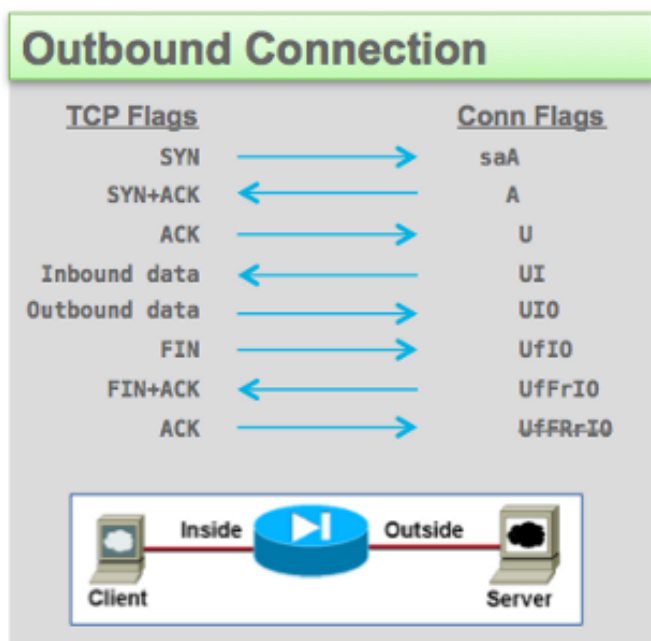 Outbound Connection
TCP Flags Conn Flags
SYN saA
SYN+ACK A
ACK U
Inbound data UI
Outbound data UIO
FIN UfIO
FIN+ACK UfFrIO
ACK UfFRrIO
Inside Outside
Client Server